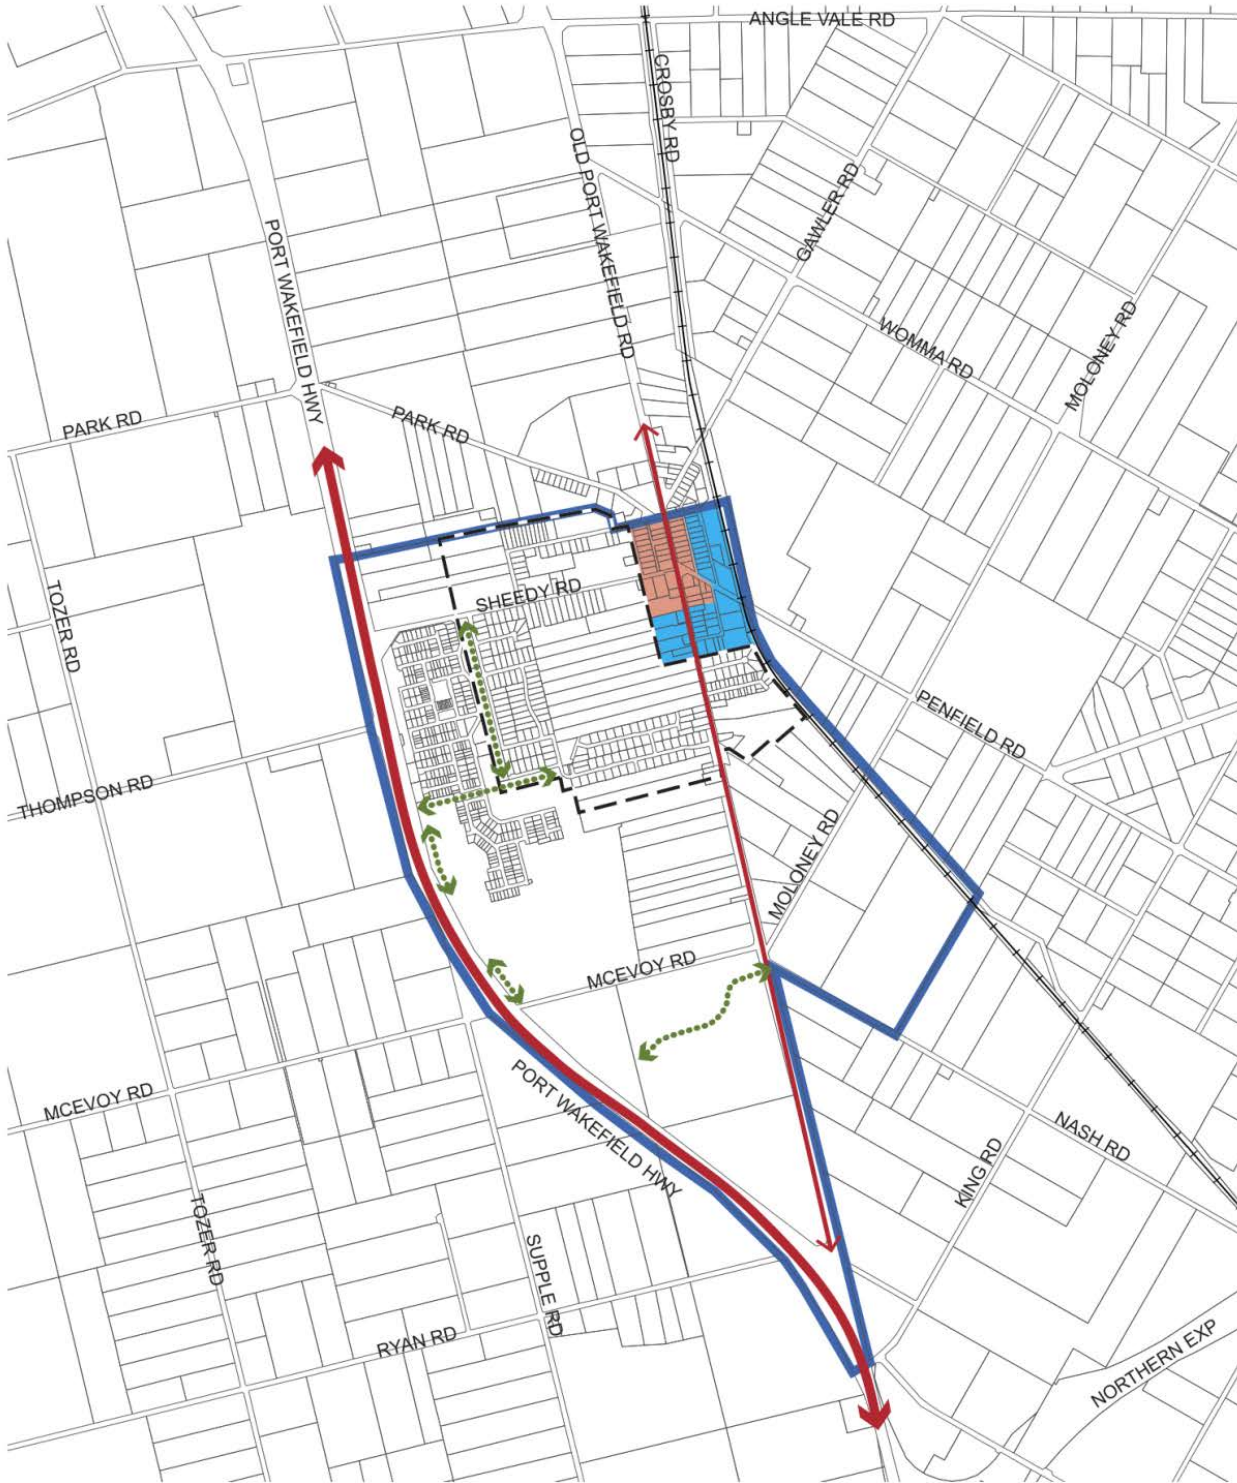 ANGLE VALE RD
CROSBY RD
OLD PORT WAKEFIELD RD
GAWLER RD
PORT WAKEFIELD HWY
WOMMA RD
MOLONEY RD
PARK RD
PARK RD
TOZER RD
SHEEDY RD
PENFIELD RD
THOMPSON RD
MOLONEY RD
MCEVOY RD
MCEVOY RD
PORT WAKEFIELD HWY
NASH RD
KING RD
TOZER RD
SUPPLE RD
RYAN RD
NORTHERN EXP